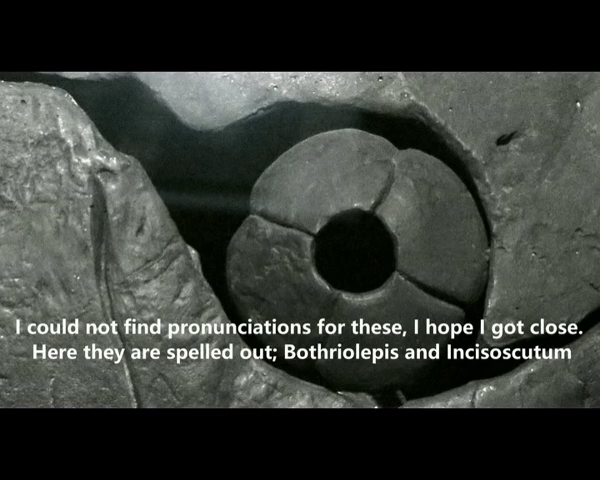 I could not find pronunciations for these, I hope I got close.
Here they are spelled out; Bothriolepis and Incisoscutum